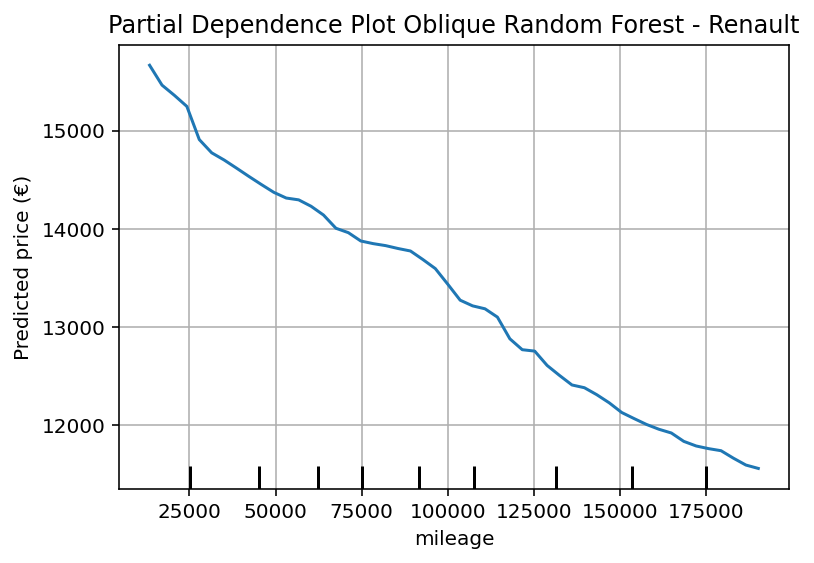 Partial Dependence Plot Oblique Random Forest - Renault
Predicted price (€)
15000
14000
13000
12000
25000 50000 75000 100000 125000 150000 175000
mileage